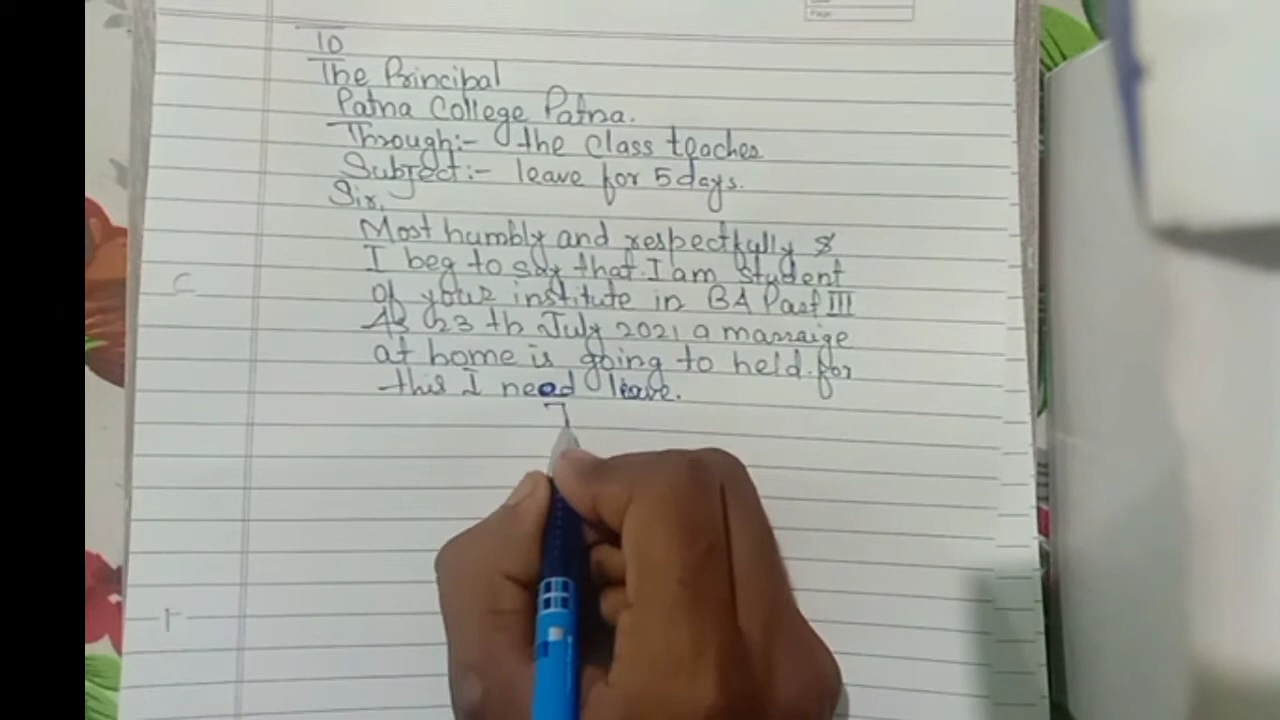 Page
To
The Principal
Patna College Patna.
Through:- the class teacher
Subject:- leave for 5 days.
Sir,
Most humbly and respectfully &
I beg to say that I am student
of your institute in BA Part III
As 23 th July 2021 a marraige
at home is going to held. for
this I need leave.